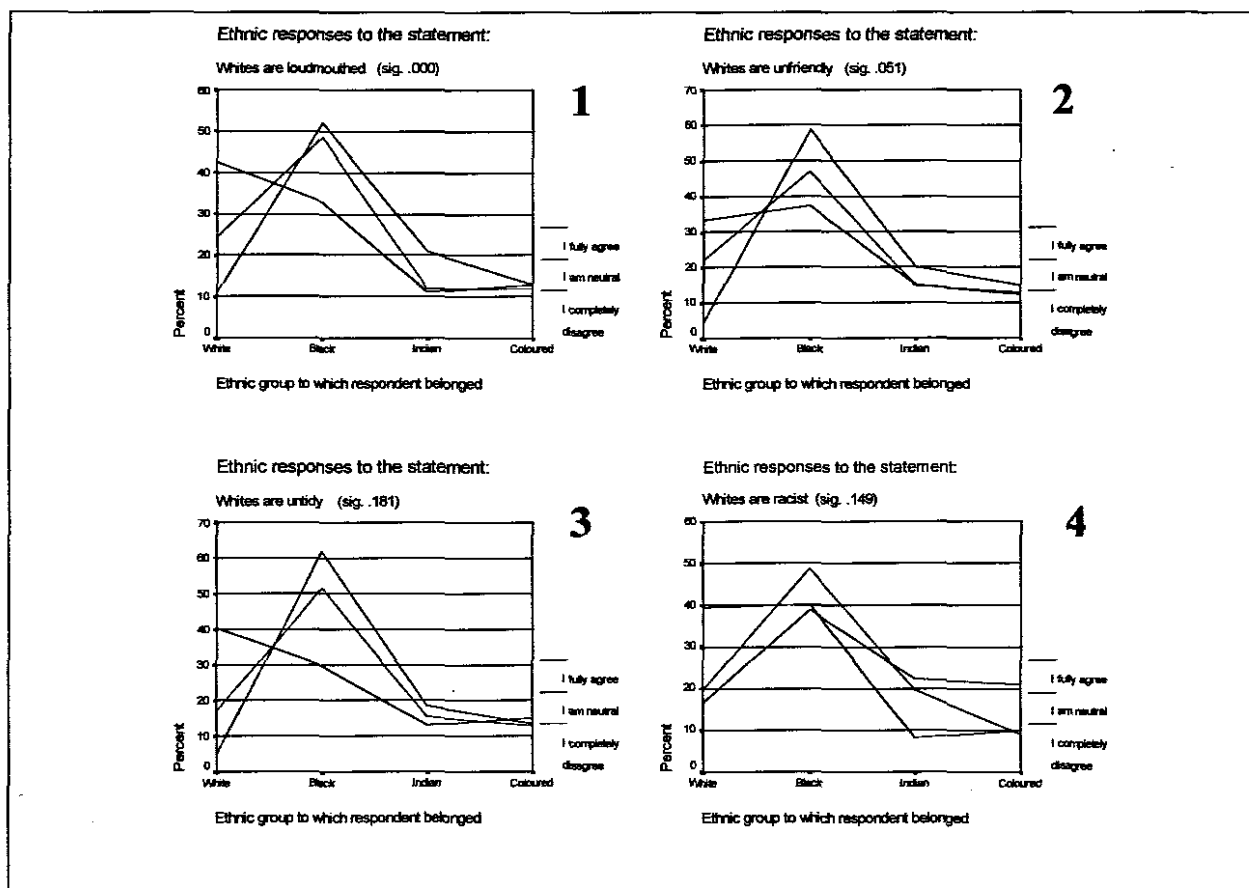 Ethnic responses to the statement:
Whites are loudmouthed (sig. .000)
1
60
50
40
30
20
10
0
Percent
White Black Indian Coloured
I fully agree
I am neutral
I completely
disagree
Ethnic group to which respondent belonged
Ethnic responses to the statement:
Whites are unfriendly (sig. .051)
2
70
60
50
40
30
20
10
0
Percent
White Black Indian Coloured
I fully agree
I am neutral
I completely
disagree
Ethnic group to which respondent belonged
Ethnic responses to the statement:
Whites are untidy (sig. .181)
3
70
60
50
40
30
20
10
0
Percent
White Black Indian Coloured
I fully agree
I am neutral
I completely
disagree
Ethnic group to which respondent belonged
Ethnic responses to the statement:
Whites are racist (sig. .149)
4
60
50
40
30
20
10
0
Percent
White Black Indian Coloured
I fully agree
I am neutral
I completely
disagree
Ethnic group to which respondent belonged